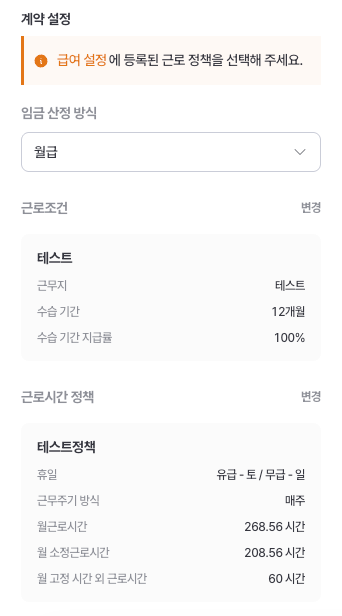 계약 설정
급여 설정에 등록된 근로 정책을 선택해 주세요.
임금 산정 방식
월급
근로조건 변경
테스트
근무지 테스트
수습 기간 12개월
수습 기간 지급률 100%
근로시간 정책 변경
테스트정책
휴일 유급 - 토 / 무급 - 일
근무주기 방식 매주
월근로시간 268.56 시간
월 소정근로시간 208.56 시간
월 고정 시간 외 근로시간 60 시간